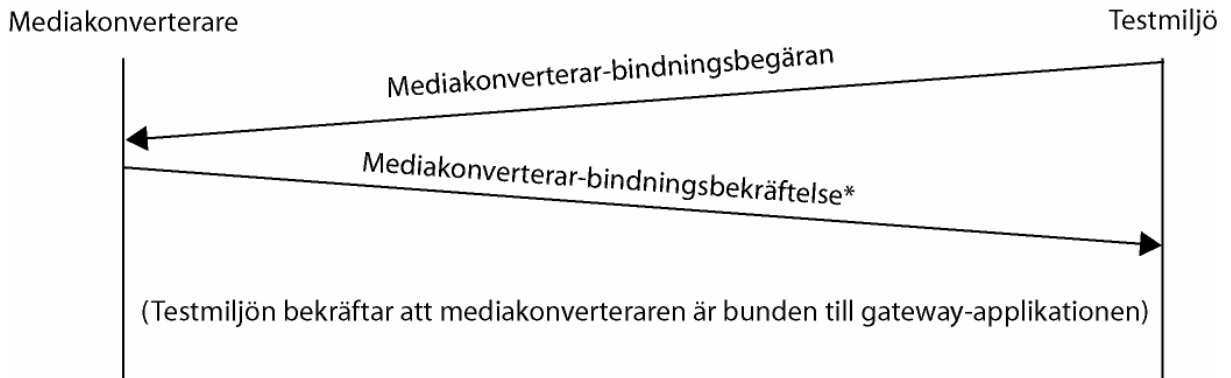 Mediakonverterare
Testmiljö
Mediakonverterar-bindningsbegäran
Mediakonverterar-bindningsbekräftelse*
(Testmiljön bekräftar att mediakonverteraren är bunden till gateway-applikationen)